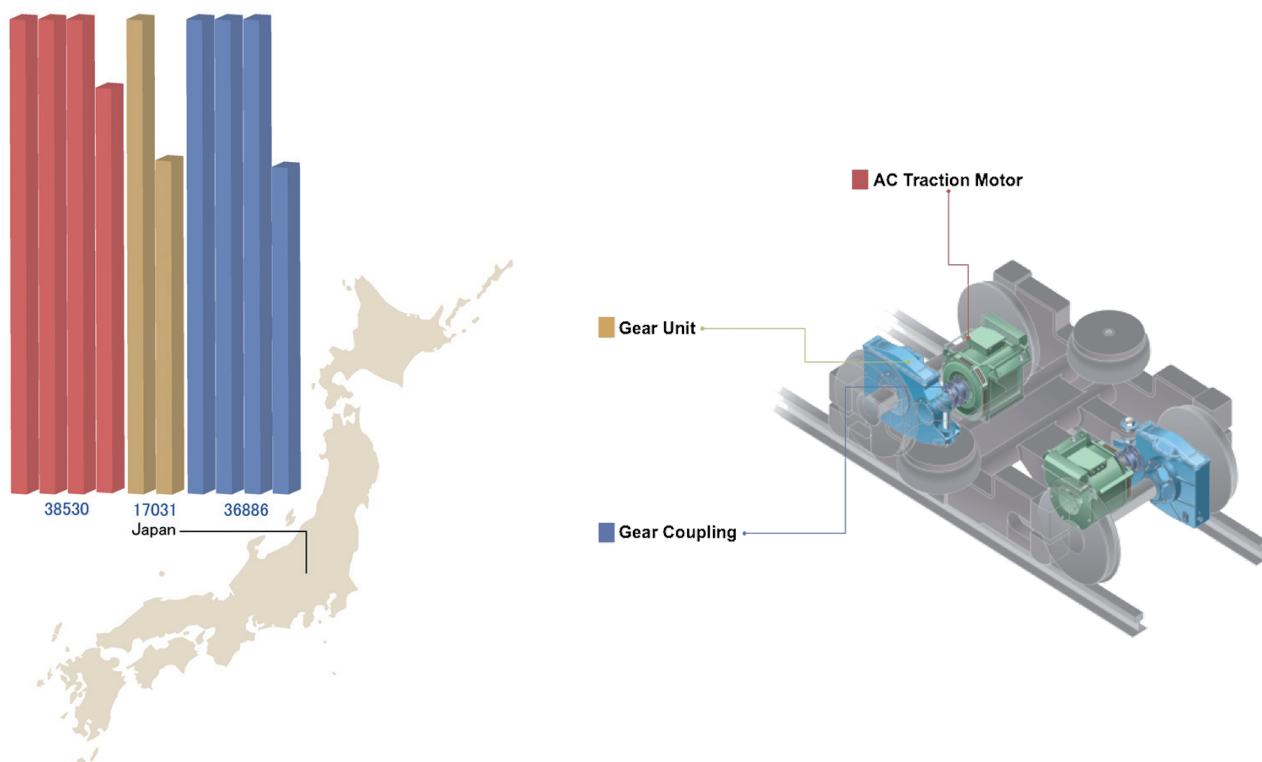 38530
17031
36886
Japan
AC Traction Motor
Gear Unit
Gear Coupling